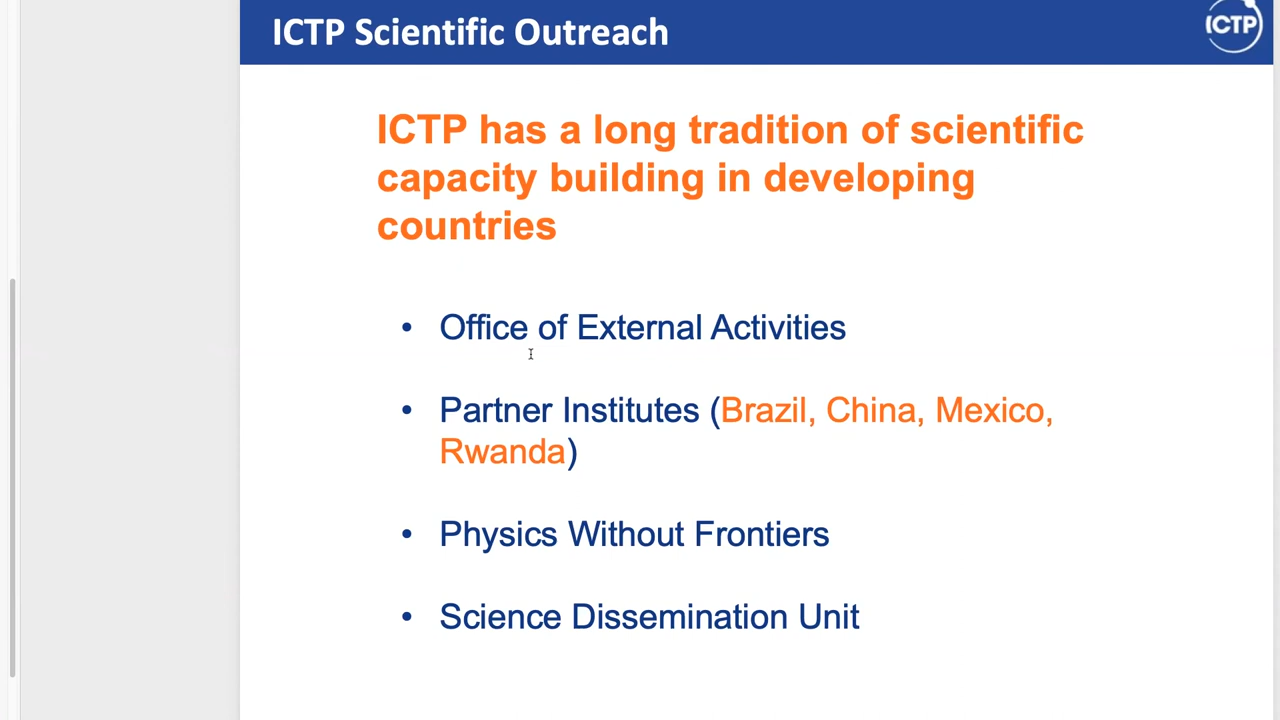 ICTP Scientific Outreach
ICTP
ICTP has a long tradition of scientific
capacity building in developing
countries
• Office of External Activities
• Partner Institutes (Brazil, China, Mexico,
Rwanda)
• Physics Without Frontiers
• Science Dissemination Unit